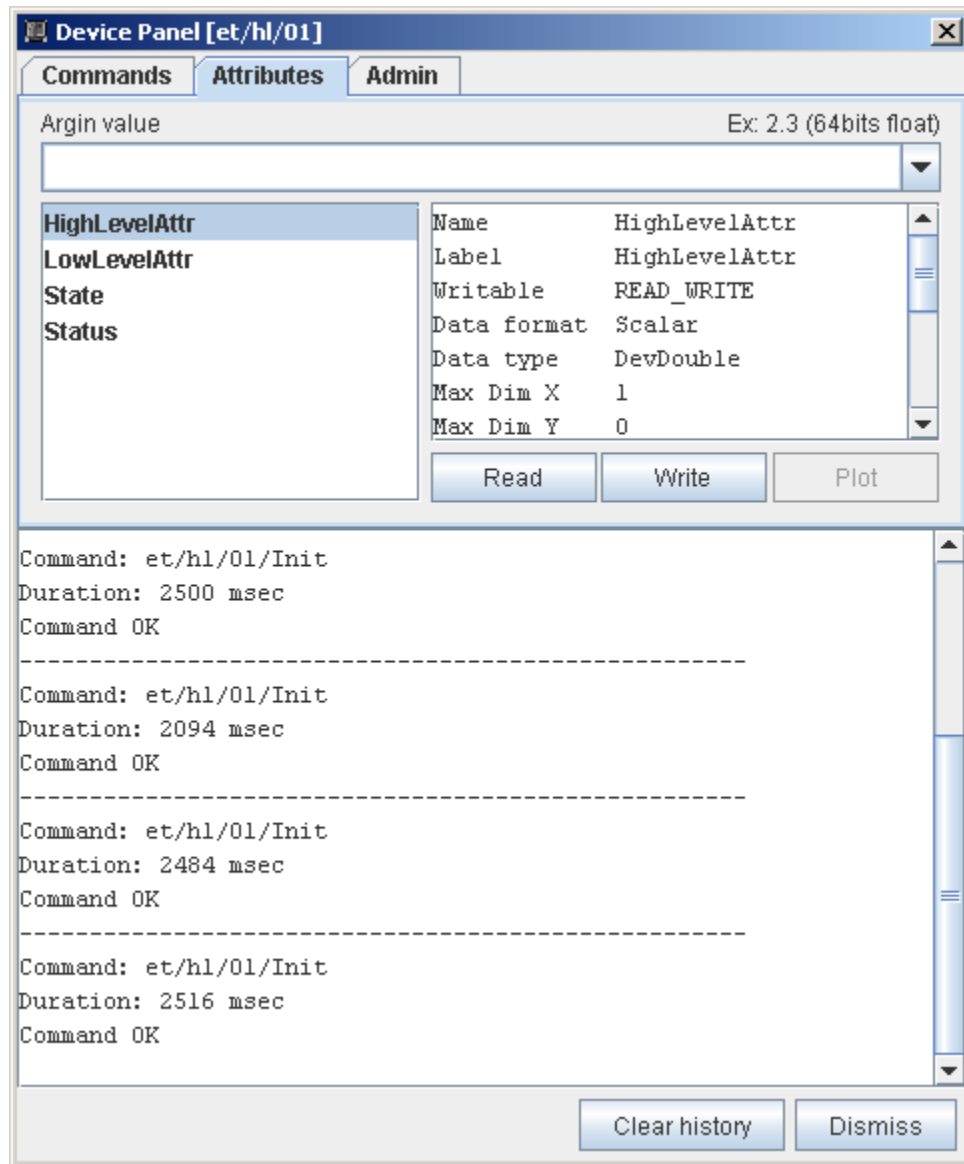 Device Panel [et/hl/01]
Commands Attributes Admin
Argin value Ex: 2.3 (64bits float)
HighLevelAttr
LowLevelAttr
State
Status
Name HighLevelAttr
Label HighLevelAttr
Writable READ_WRITE
Data format Scalar
Data type DevDouble
Max Dim X 1
Max Dim Y 0
Read Write Plot
Command: et/hl/01/Init
Duration: 2500 msec
Command OK
-----------------------------------------------------
Command: et/hl/01/Init
Duration: 2094 msec
Command OK
-----------------------------------------------------
Command: et/hl/01/Init
Duration: 2484 msec
Command OK
-----------------------------------------------------
Command: et/hl/01/Init
Duration: 2516 msec
Command OK
Clear history Dismiss